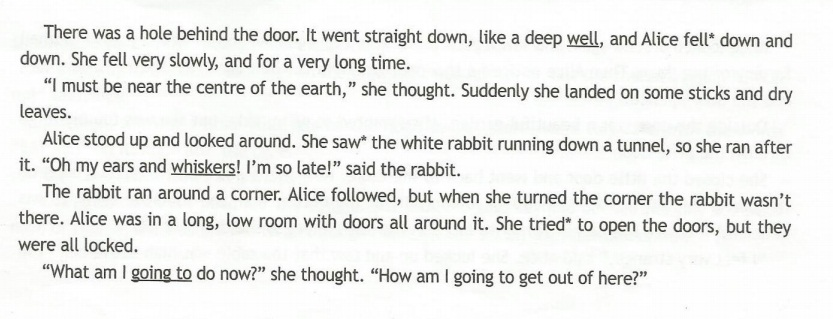 There was a hole behind the door. It went straight down, like a deep well, and Alice fell* down and
down. She fell very slowly, and for a very long time.
“I must be near the centre of the earth,” she thought. Suddenly she landed on some sticks and dry
leaves.
Alice stood up and looked around. She saw* the white rabbit running down a tunnel, so she ran after
it. “Oh my ears and whiskers! I’m so late!” said the rabbit.
The rabbit ran around a corner. Alice followed, but when she turned the corner the rabbit wasn’t
there. Alice was in a long, low room with doors all around it. She tried* to open the doors, but they
were all locked.
“What am I going to do now?” she thought. “How am I going to get out of here?”